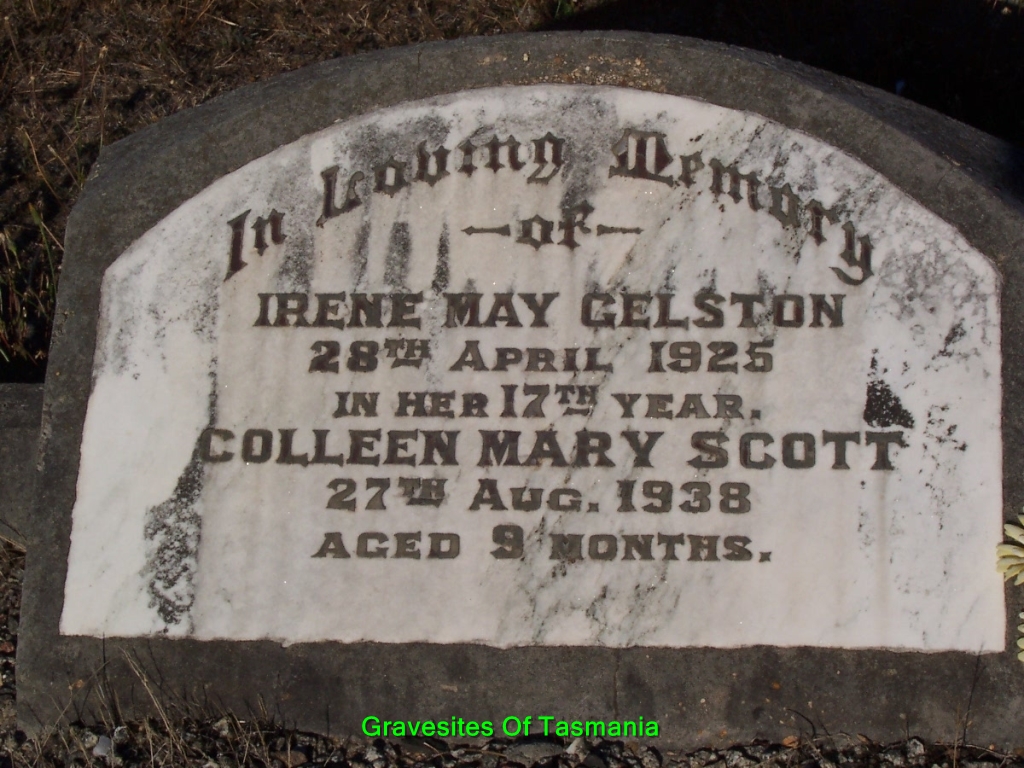 In Loving Memory
of
IRENE MAY GELSTON
28TH APRIL 1925
IN HER 17TH YEAR.
COLLEEN MARY SCOTT
27TH AUG. 1938
AGED 9 MONTHS.
Gravesites Of Tasmania